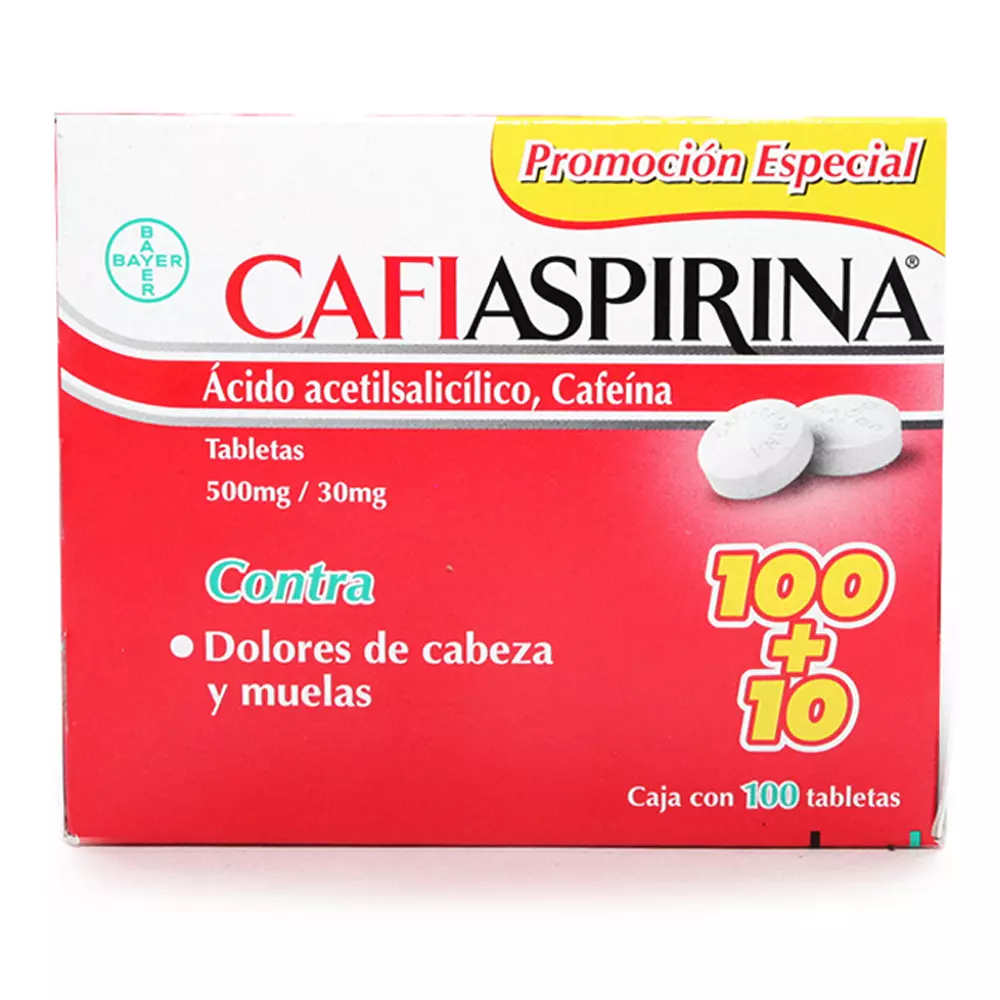 Promoción Especial
BAYER
BAYER
CAFIASPIRINA®
Ácido acetilsalicílico, Cafeína
Tabletas
500mg / 30mg
Contra
• Dolores de cabeza
y muelas
100
+
10
Caja con 100 tabletas